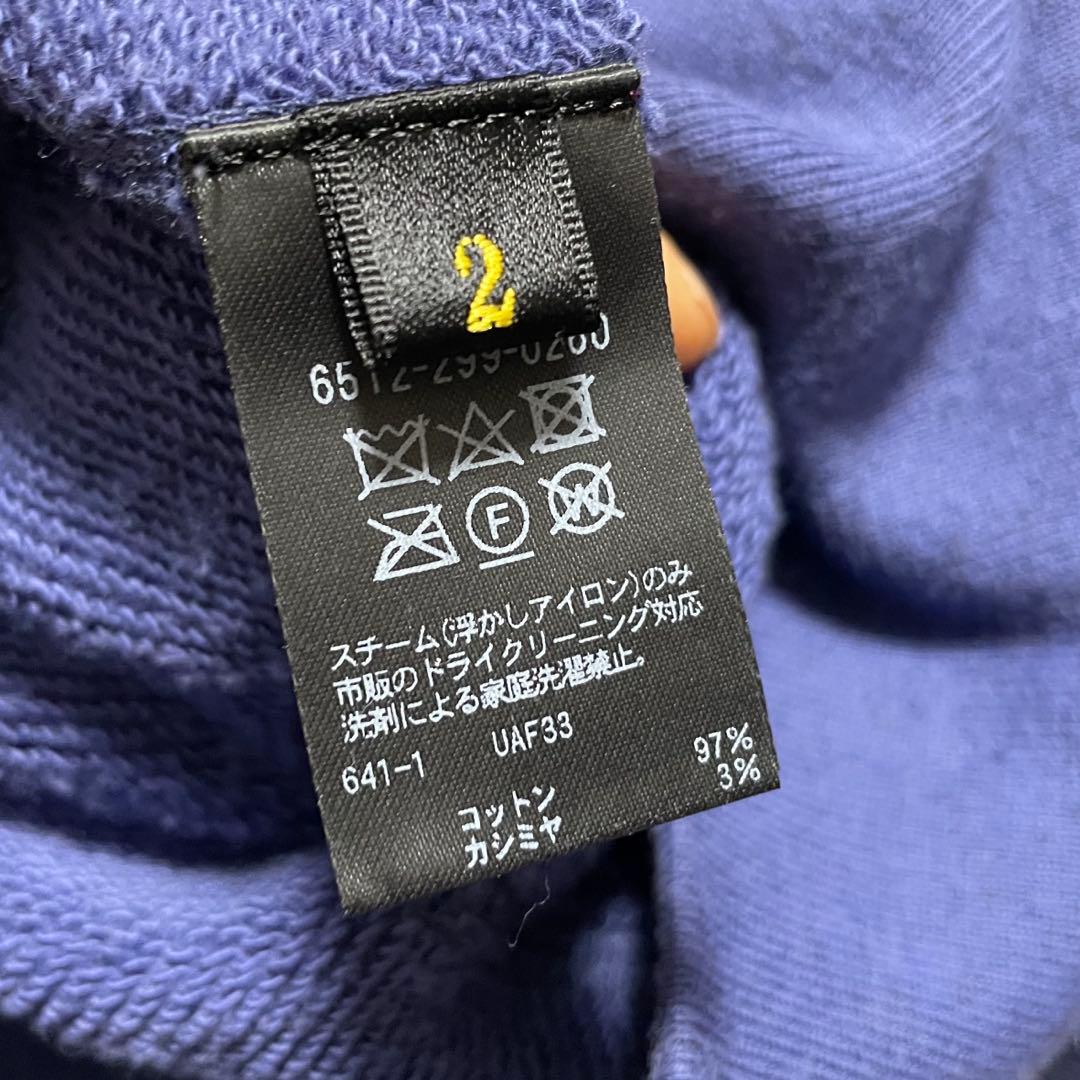 2
6512-299-0260
F
W
スチーム(浮かしアイロン)のみ
市販のドライクリーニング対応
洗剤による家庭洗濯禁止。
641-1 UAF33
97%
3%
コットン
カシミヤ